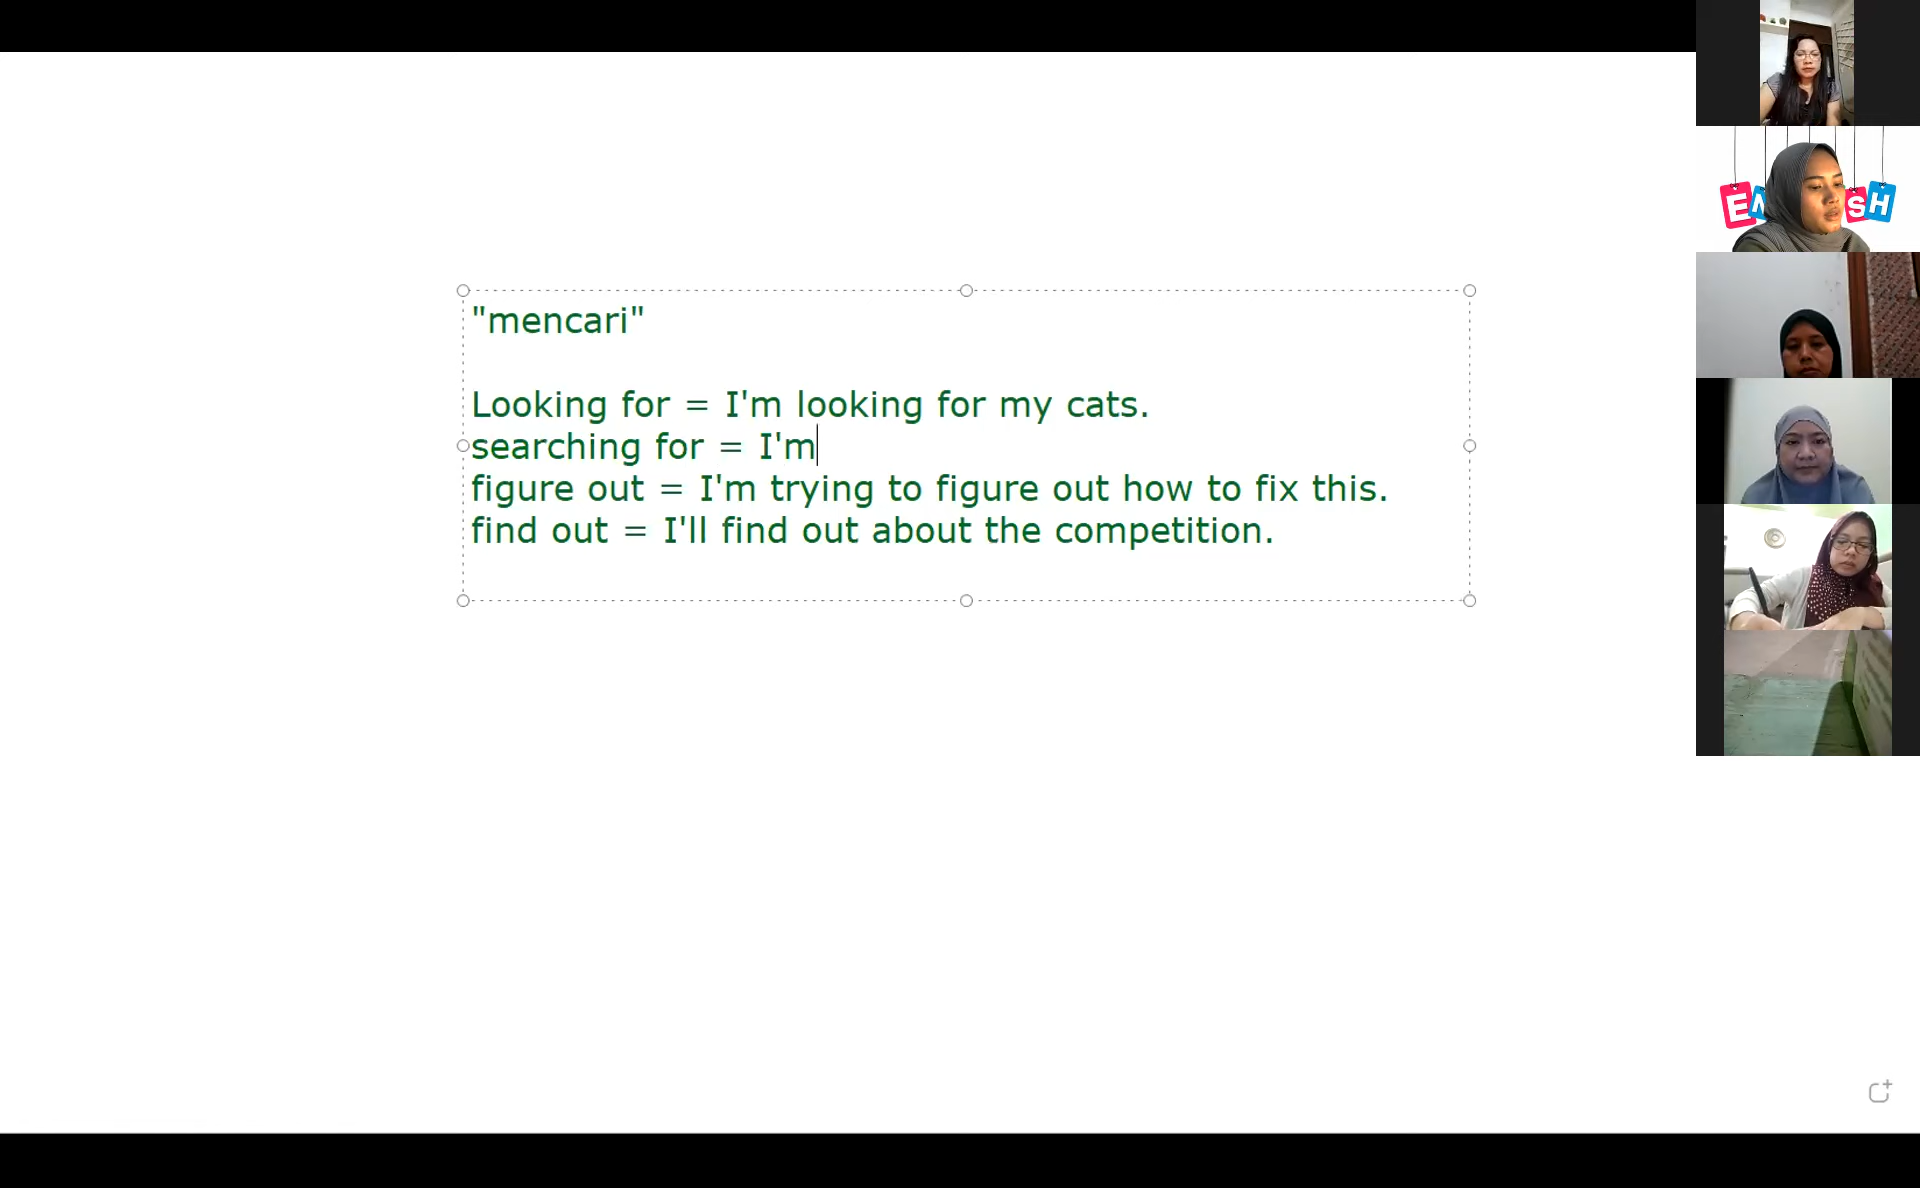 "mencari"
Looking for = I'm looking for my cats.
searching for = I'm
figure out = I'm trying to figure out how to fix this.
find out = I'll find out about the competition.
E
S
H